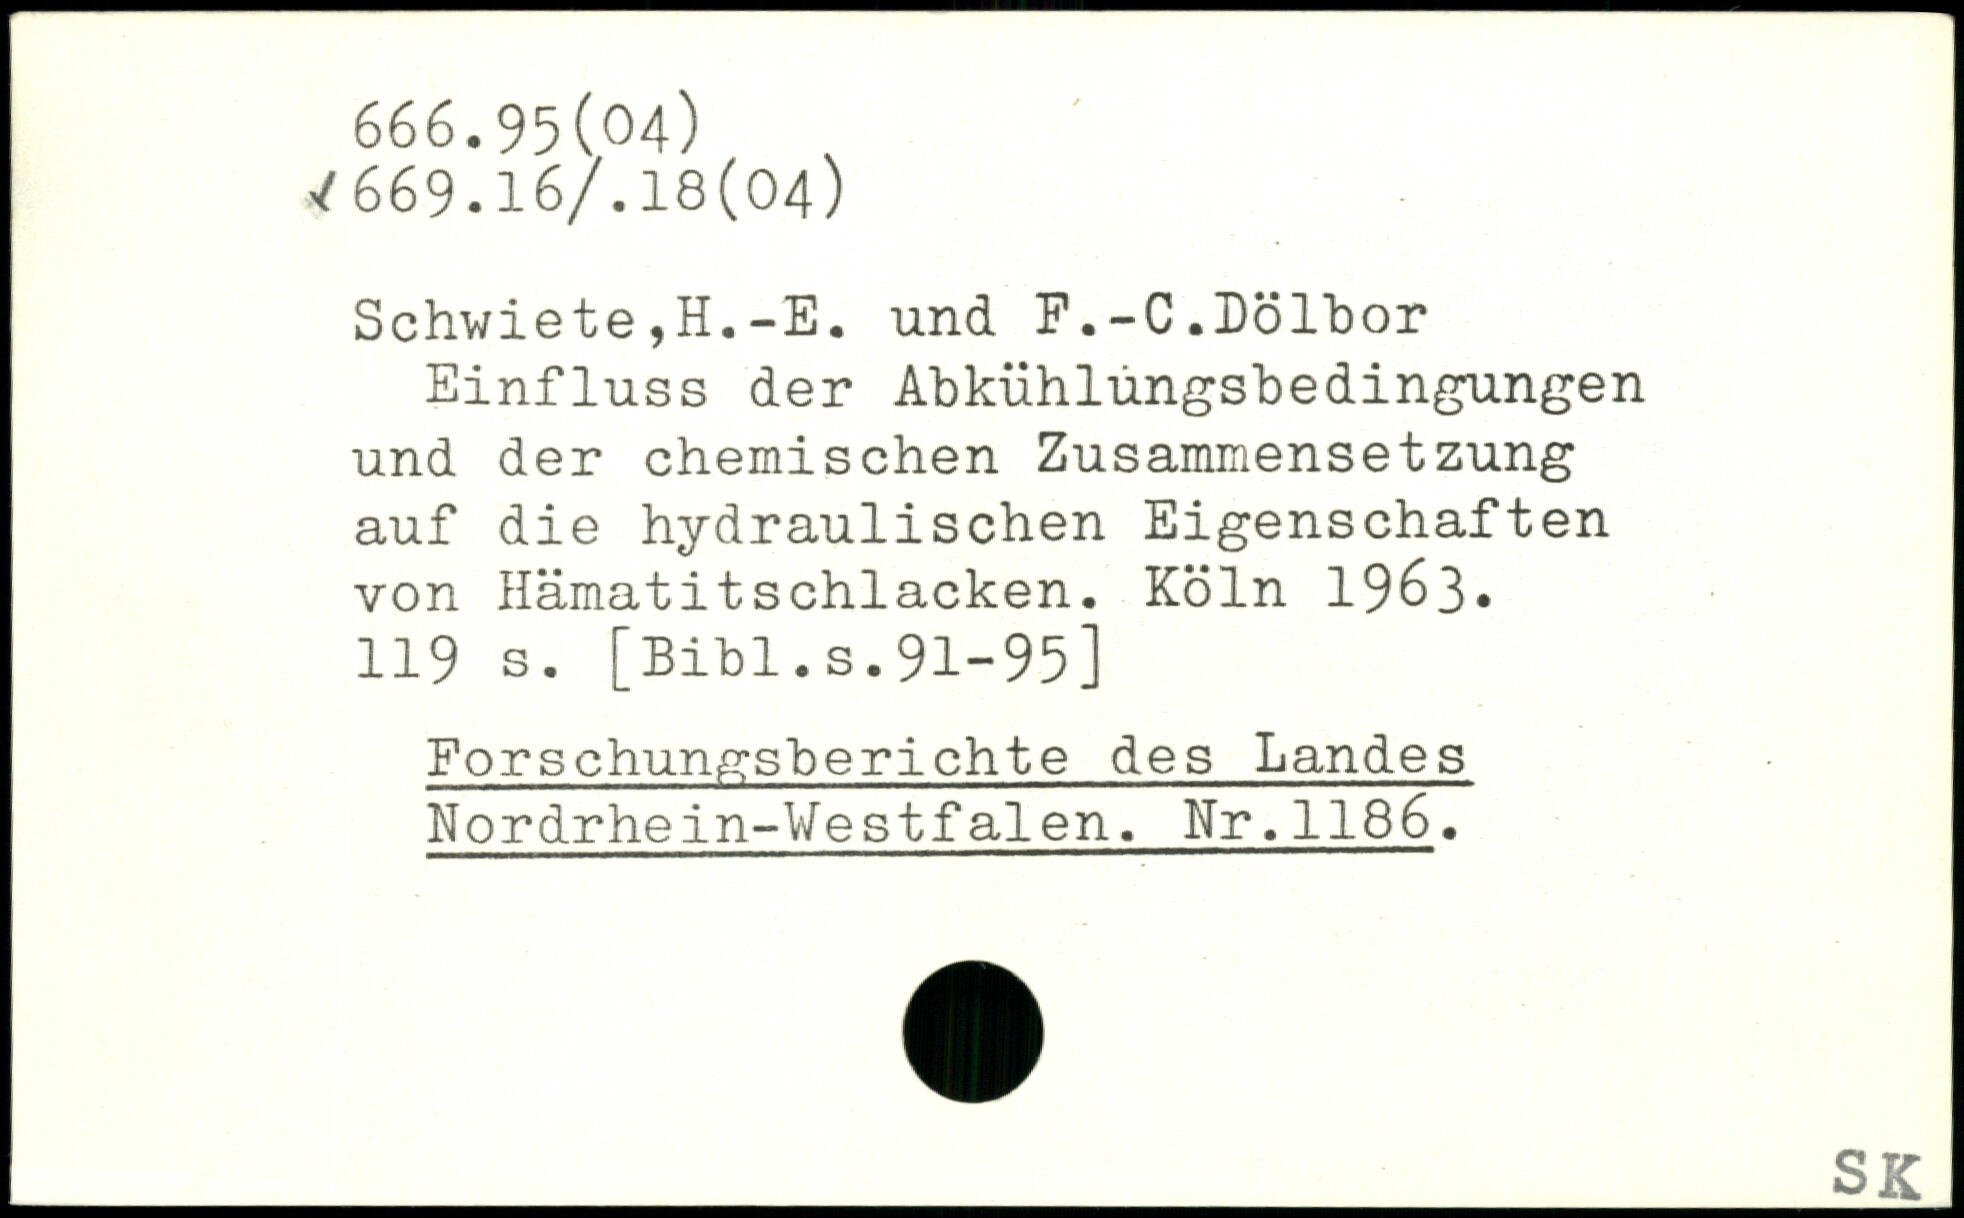 666.95(04)
✓669.16/.18(04)
Schwiete,H.-E. und F.-C.Dölbor
Einfluss der Abkühlungsbedingungen
und der chemischen Zusammensetzung
auf die hydraulischen Eigenschaften
von Hämatitschlacken. Köln 1963.
119 s. [Bibl.s.91-95]
Forschungsberichte des Landes
Nordrhein-Westfalen. Nr.1186.
SK